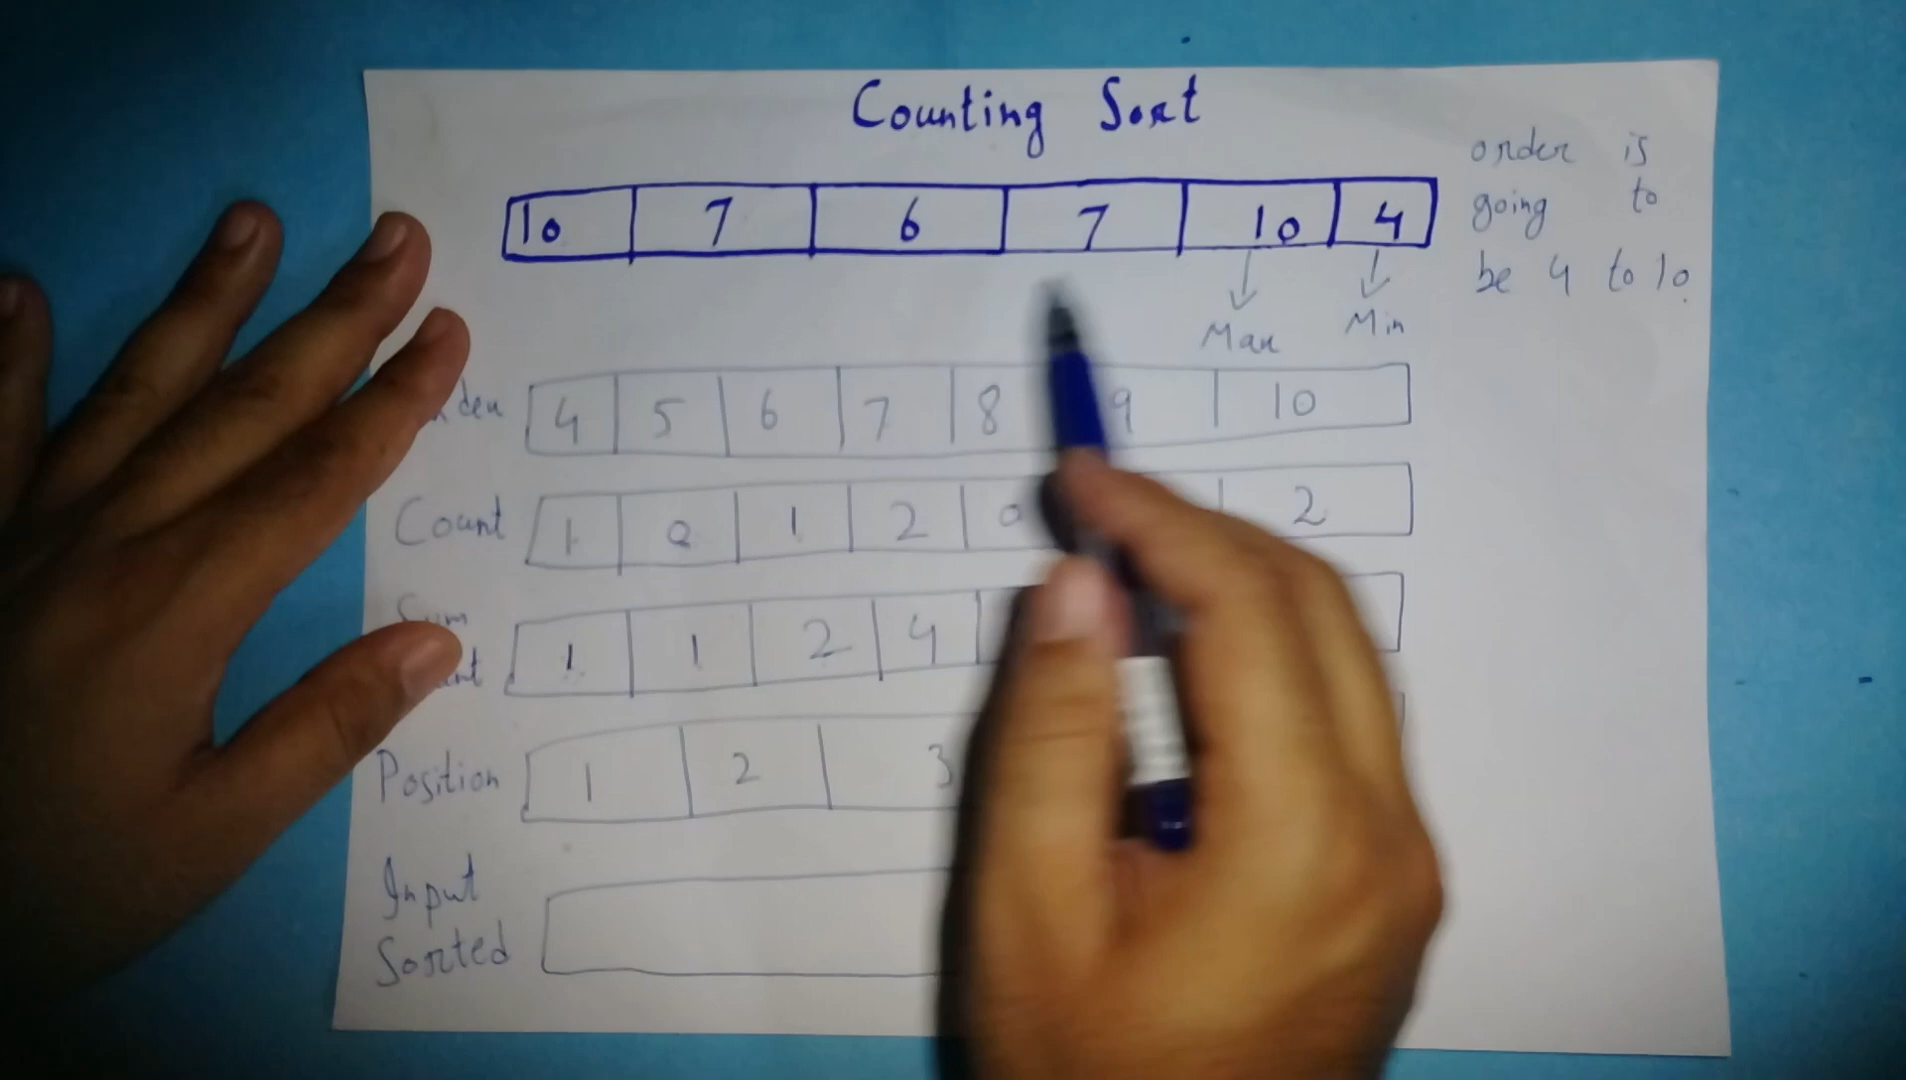 Counting Sort
10 7 6 7 10 4
order is
going to
be 4 to 10.
Max Min
4 5 6 7 8 9 10
Count 1 0 1 2 0 2
Sum
1 1 2 4
Position 1 2 3
Input
Sorted